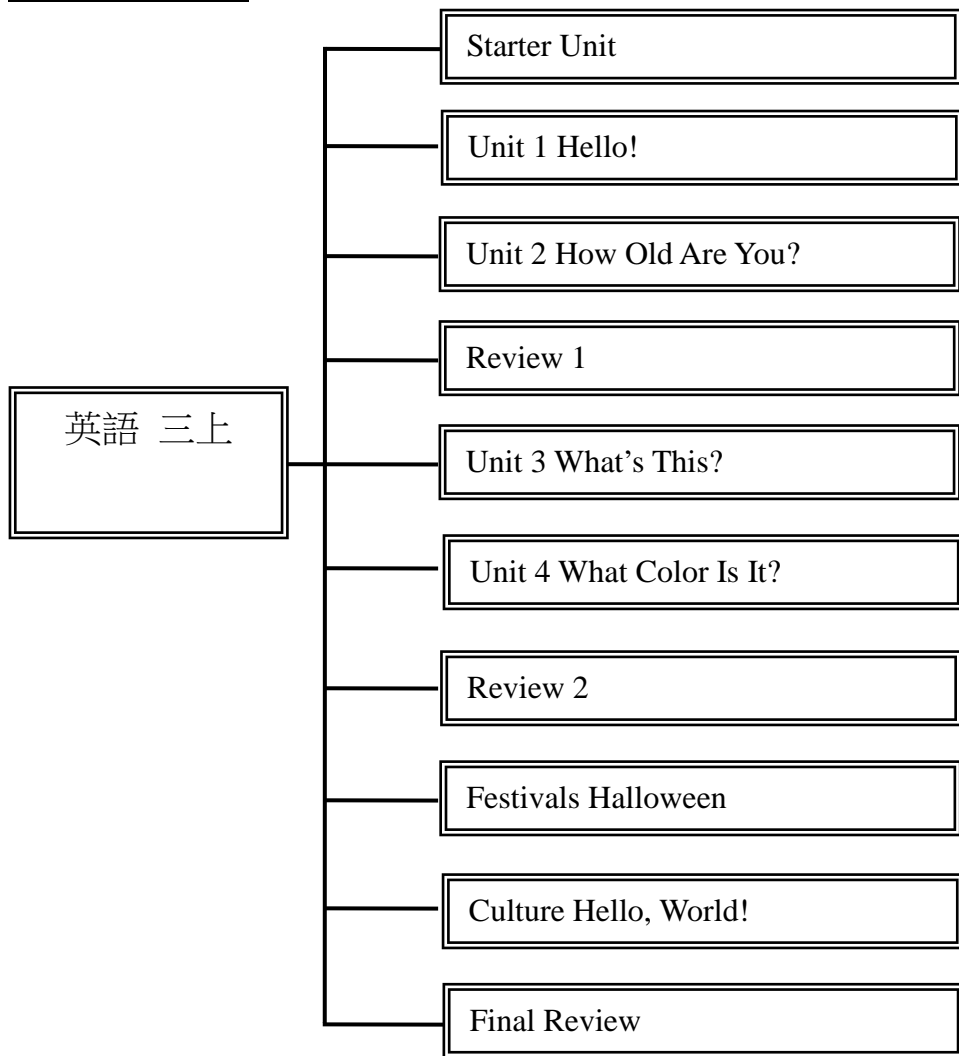 Starter Unit
Unit 1 Hello!
Unit 2 How Old Are You?
Review 1
英語 三上
Unit 3 What's This?
Unit 4 What Color Is It?
Review 2
Festivals Halloween
Culture Hello, World!
Final Review